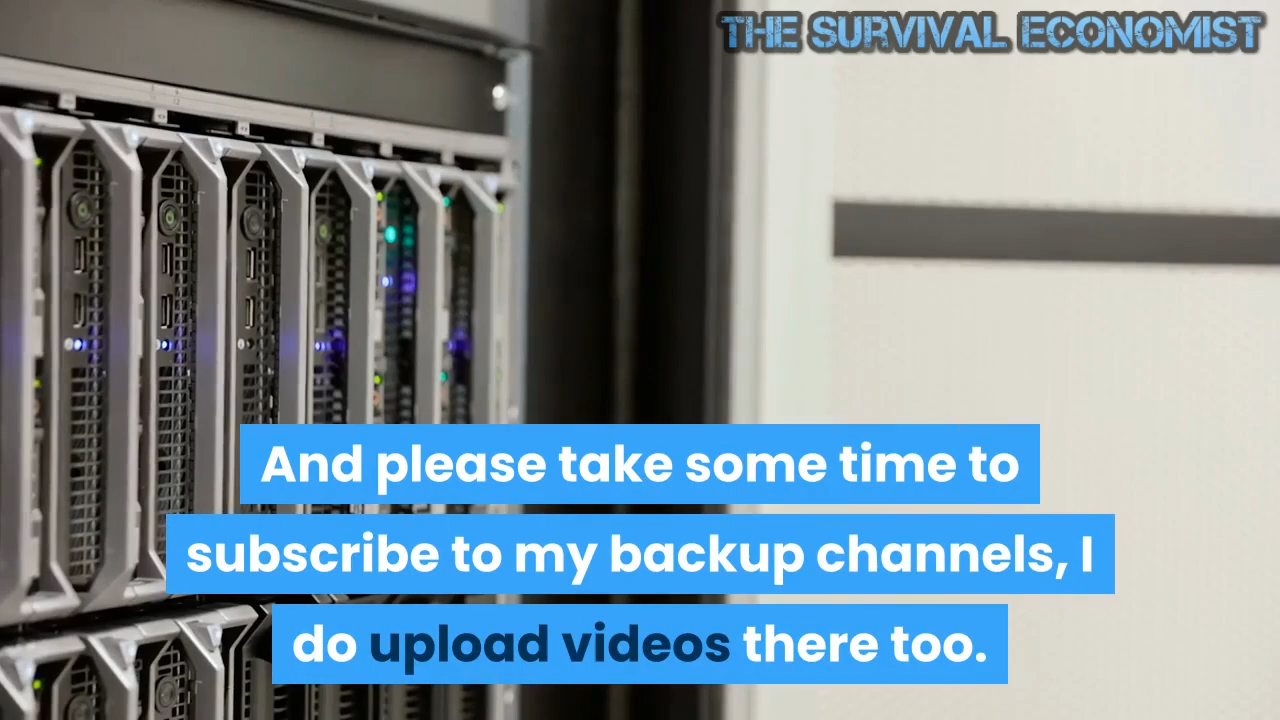 THE SURVIVAL ECONOMIST
And please take some time to
subscribe to my backup channels, I
do upload videos there too.